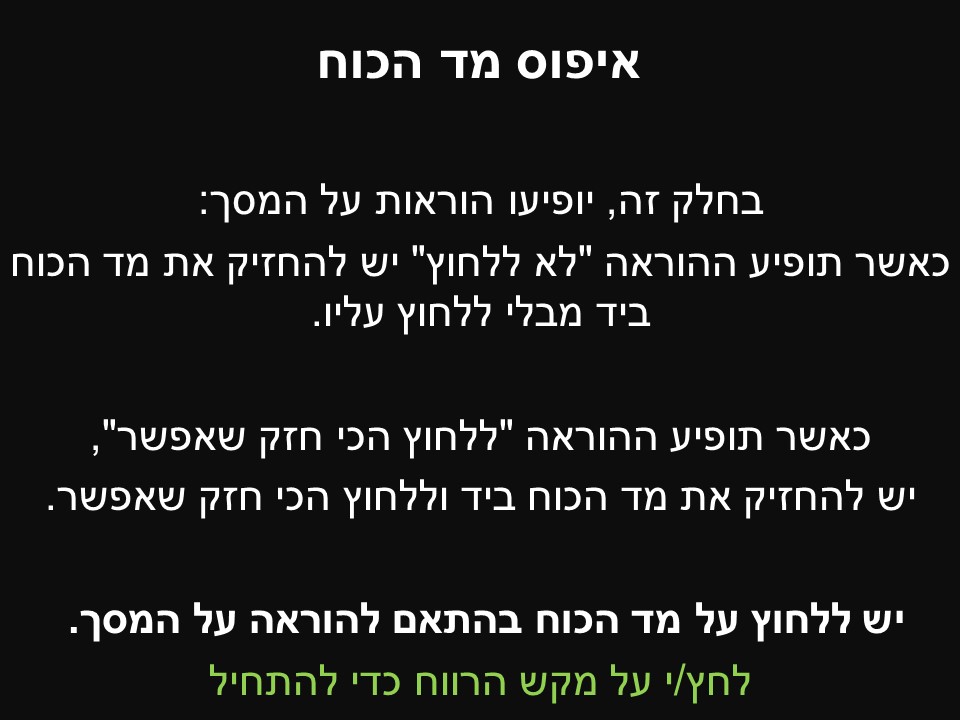 איפוס מד הכוח
בחלק זה, יופיעו הוראות על המסך:
כאשר תופיע ההוראה "לא ללחוץ" יש להחזיק את מד הכוח
ביד מבלי ללחוץ עליו.
כאשר תופיע ההוראה "ללחוץ הכי חזק שאפשר",
יש להחזיק את מד הכוח ביד וללחוץ הכי חזק שאפשר.
יש ללחוץ על מד הכוח בהתאם להוראה על המסך.
לחץ/י על מקש הרווח כדי להתחיל